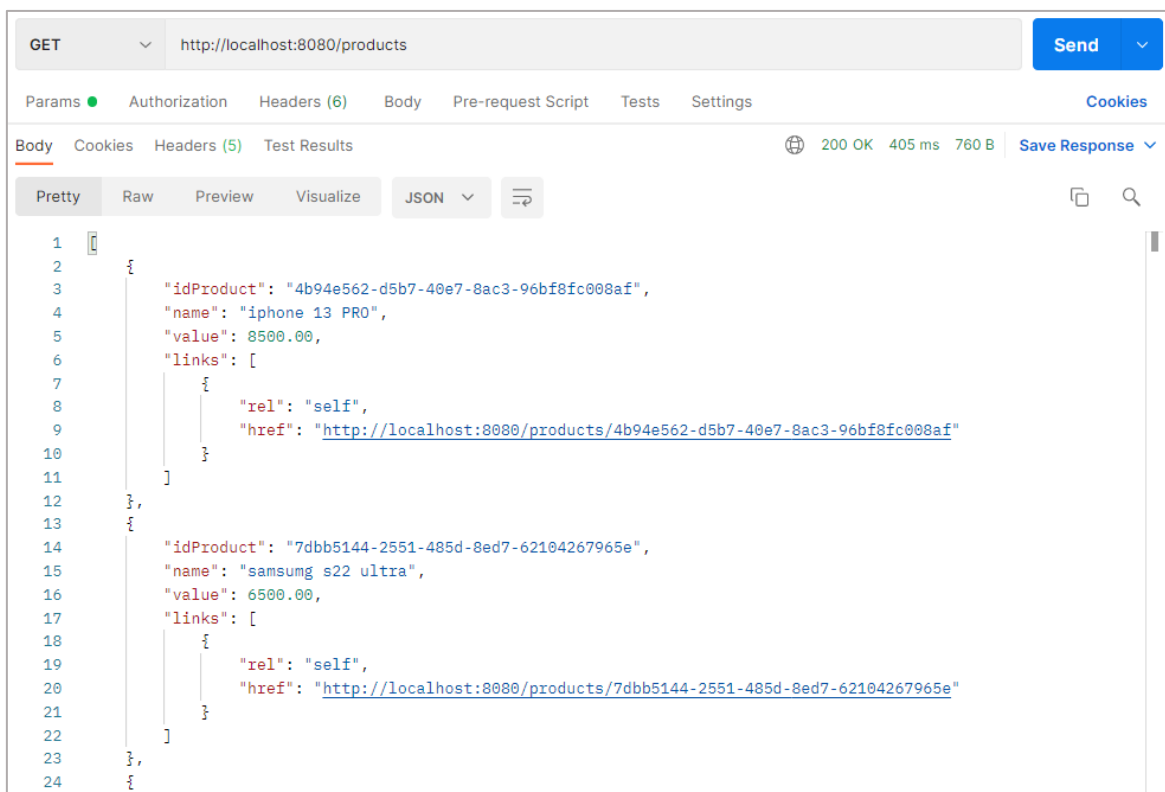 GET http://localhost:8080/products Send
Params Authorization Headers (6) Body Pre-request Script Tests Settings Cookies
Body Cookies Headers (5) Test Results 200 OK 405 ms 760 B Save Response
Pretty Raw Preview Visualize JSON
1 [
2 {
3 "idProduct": "4b94e562-d5b7-40e7-8ac3-96bf8fc008af",
4 "name": "iphone 13 PRO",
5 "value": 8500.00,
6 "links": [
7 {
8 "rel": "self",
9 "href": "http://localhost:8080/products/4b94e562-d5b7-40e7-8ac3-96bf8fc008af"
10 }
11 ]
12 },
13 {
14 "idProduct": "7dbb5144-2551-485d-8ed7-62104267965e",
15 "name": "samsumg s22 ultra",
16 "value": 6500.00,
17 "links": [
18 {
19 "rel": "self",
20 "href": "http://localhost:8080/products/7dbb5144-2551-485d-8ed7-62104267965e"
21 }
22 ]
23 },
24 {